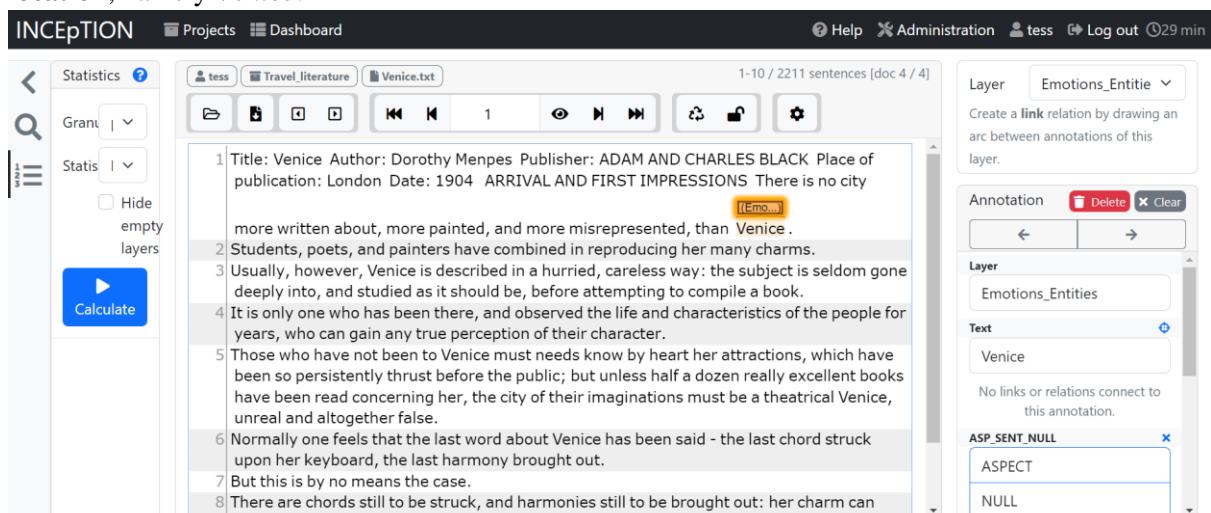 INCEpTION Projects Dashboard Help Administration tess Log out 29 min
Statistics
Granu
Statis
Hide
empty
layers
Calculate
tess Travel_literature Venice.txt 1-10 / 2211 sentences [doc 4 / 4]
1
1 Title: Venice Author: Dorothy Menpes Publisher: ADAM AND CHARLES BLACK Place of
publication: London Date: 1904 ARRIVAL AND FIRST IMPRESSIONS There is no city
[(Emo...)]
more written about, more painted, and more misrepresented, than Venice .
2 Students, poets, and painters have combined in reproducing her many charms.
3 Usually, however, Venice is described in a hurried, careless way: the subject is seldom gone
deeply into, and studied as it should be, before attempting to compile a book.
4 It is only one who has been there, and observed the life and characteristics of the people for
years, who can gain any true perception of their character.
5 Those who have not been to Venice must needs know by heart her attractions, which have
been so persistently thrust before the public; but unless half a dozen really excellent books
have been read concerning her, the city of their imaginations must be a theatrical Venice,
unreal and altogether false.
6 Normally one feels that the last word about Venice has been said - the last chord struck
upon her keyboard, the last harmony brought out.
7 But this is by no means the case.
8 There are chords still to be struck, and harmonies still to be brought out: her charm can
Layer Emotions_Entitie
Create a link relation by drawing an
arc between annotations of this
layer.
Annotation Delete Clear
Layer
Emotions_Entities
Text
Venice
No links or relations connect to
this annotation.
ASP_SENT_NULL
ASPECT
NULL